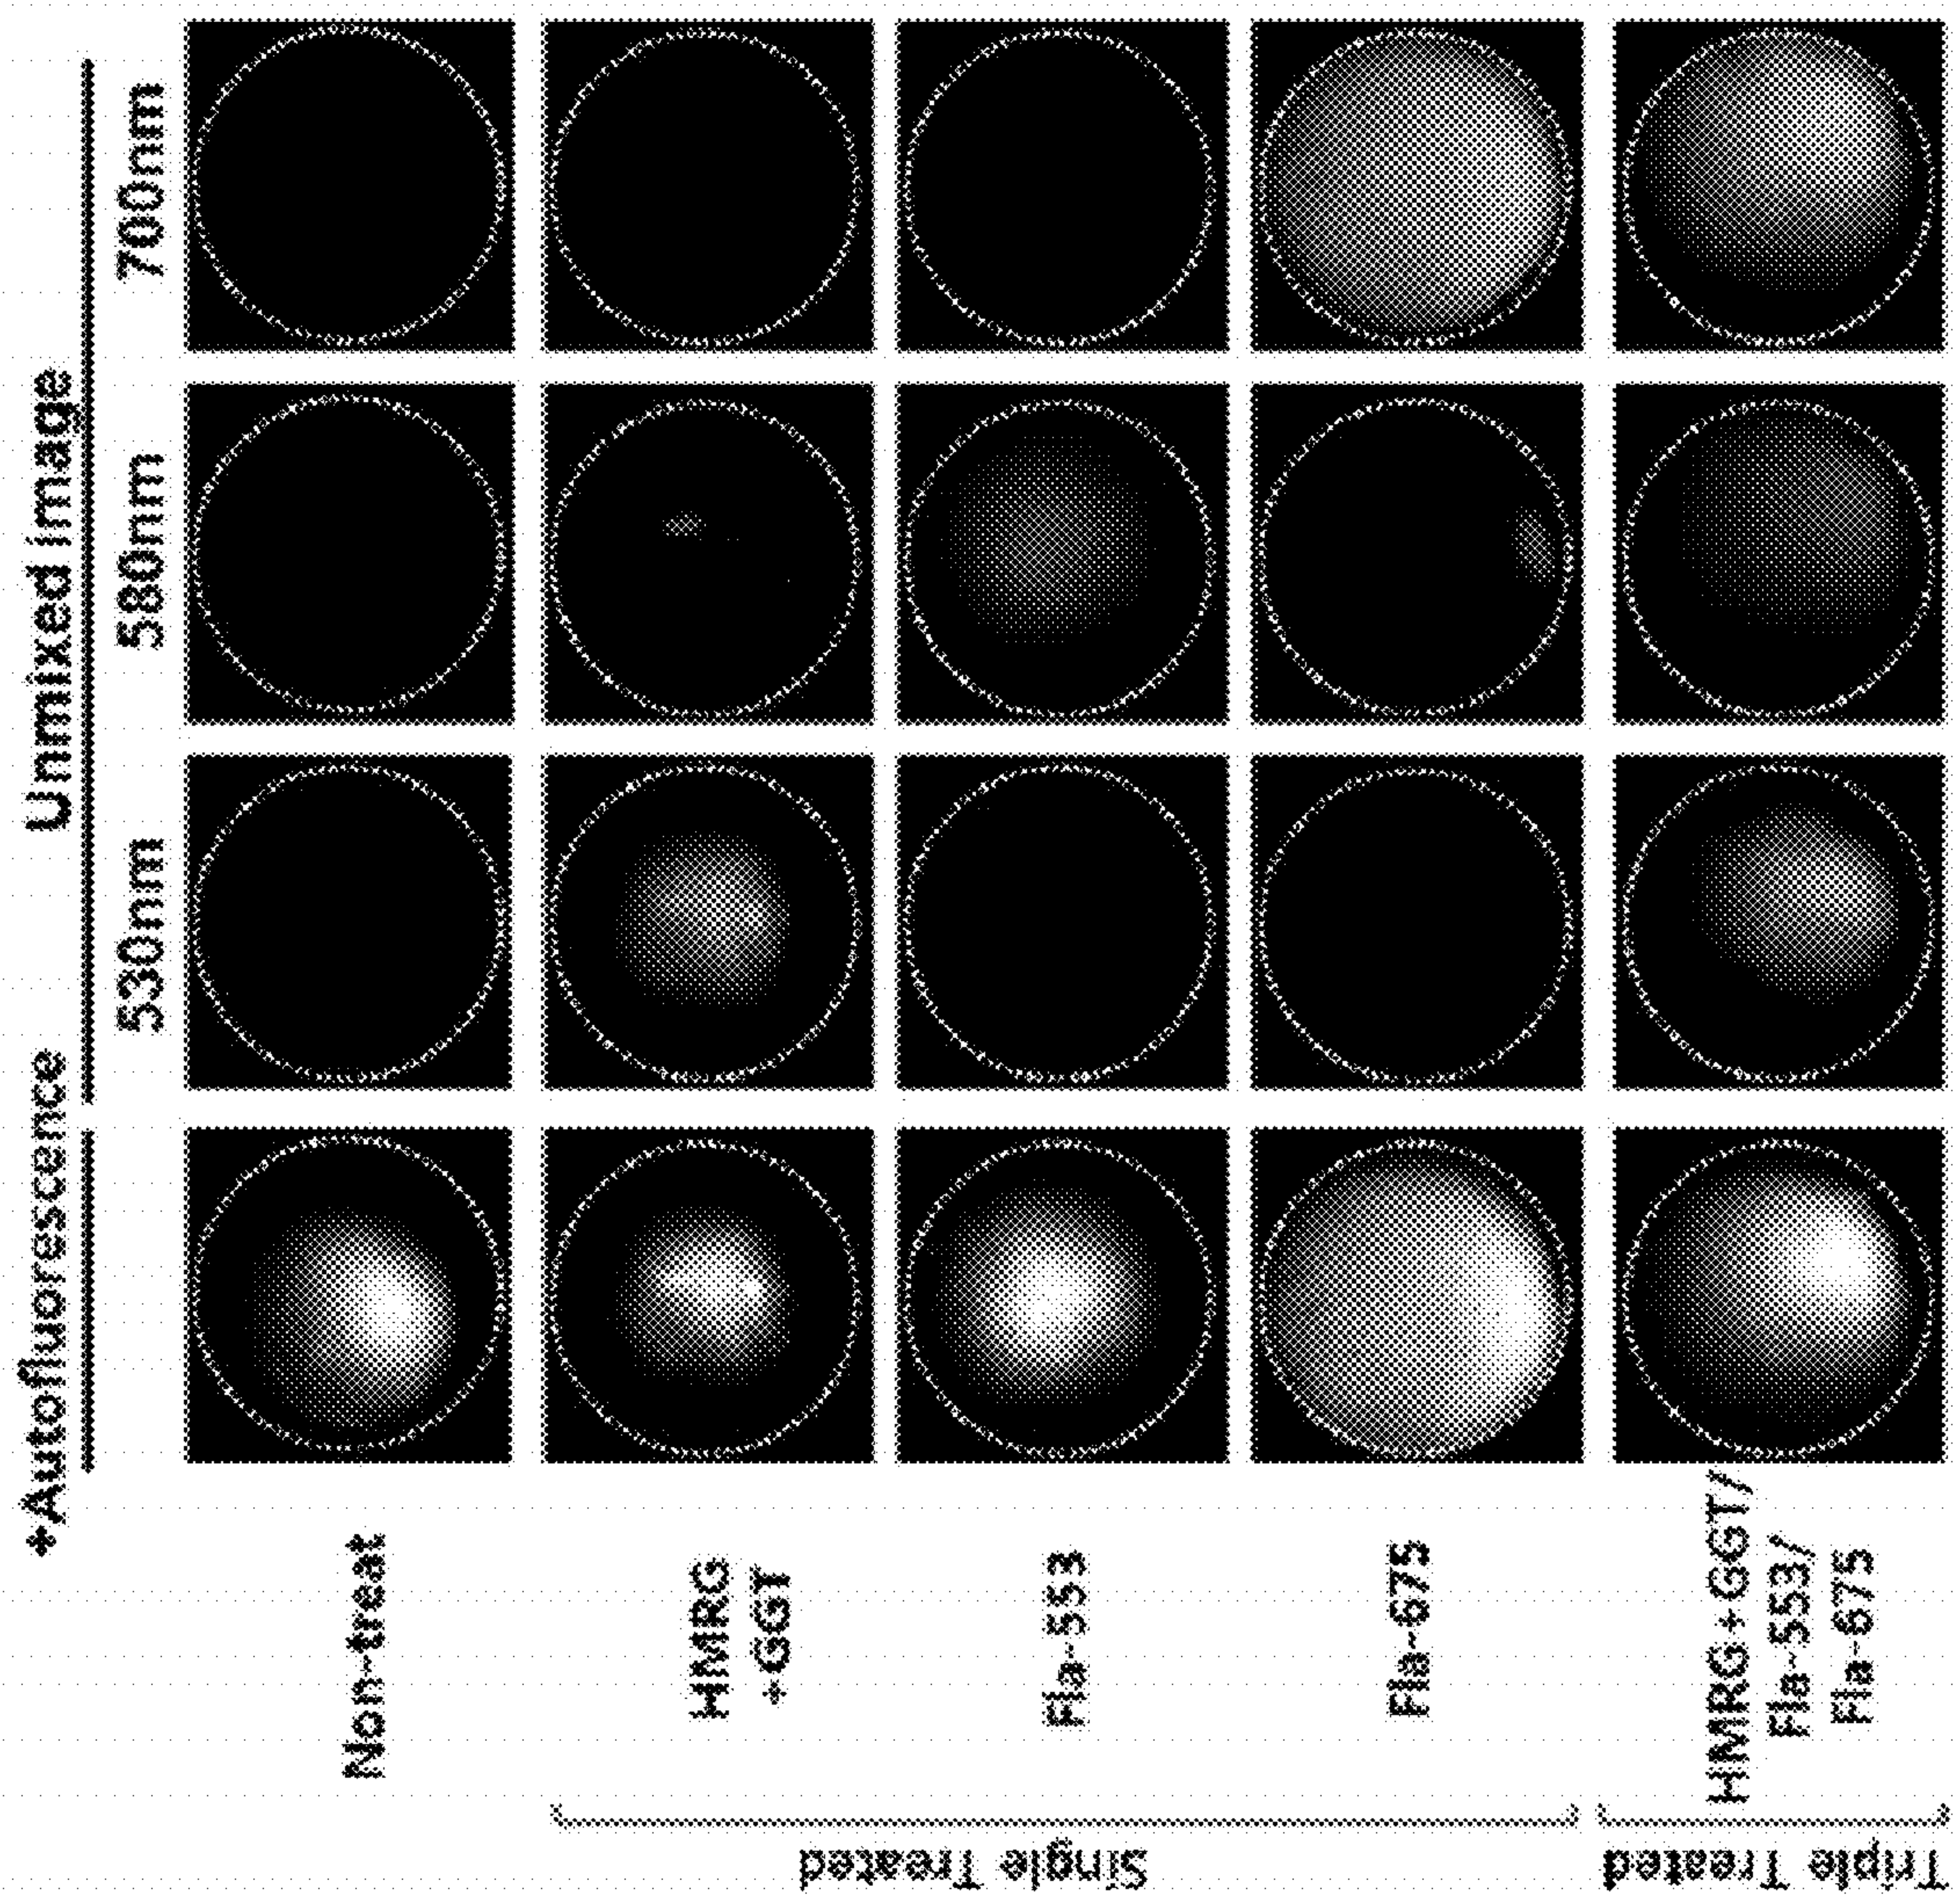 *Autofluorescence
Unmixed image
530nm
580nm
700nm
Non-treat
Single Treated
HMRG
+GGT
Fla-553
Fla-675
Triple Treated
HMRG+GGT/
Fla-553/
Fla-675